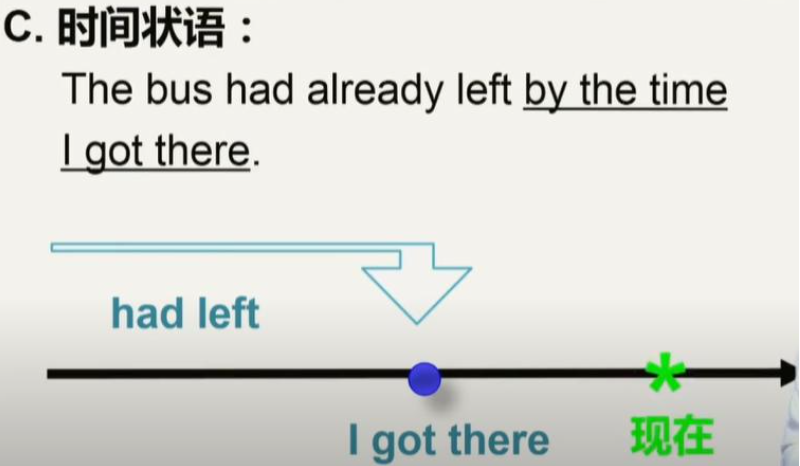 C. 时间状语：
The bus had already left by the time
I got there.
had left
I got there
现在